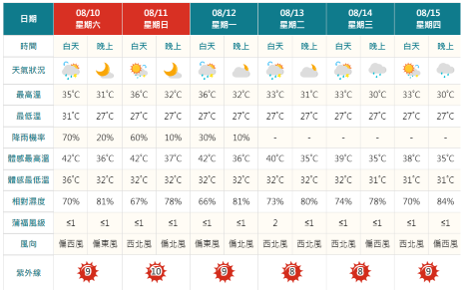 日期 08/10 08/11 08/12 08/13 08/14 08/15
星期六 星期日 星期一 星期二 星期三 星期四
時間 白天 晚上 白天 晚上 白天 晚上 白天 晚上 白天 晚上 白天 晚上
天氣狀況
最高溫 35°C 31°C 36°C 32°C 36°C 32°C 33°C 31°C 33°C 30°C 33°C 30°C
最低溫 31°C 27°C 27°C 27°C 27°C 27°C 27°C 27°C 27°C 27°C 27°C 27°C
降雨機率 70% 20% 60% 10% 30% 10% - - - - - -
體感最高溫 42°C 36°C 42°C 37°C 42°C 36°C 40°C 35°C 39°C 35°C 38°C 35°C
體感最低溫 36°C 32°C 32°C 32°C 32°C 32°C 32°C 32°C 32°C 31°C 31°C 31°C
相對濕度 70% 81% 67% 78% 66% 81% 73% 80% 74% 78% 70% 84%
蒲福風級 ≤1 ≤1 ≤1 ≤1 ≤1 ≤1 2 ≤1 ≤1 ≤1 ≤1 ≤1
風向 偏西風 偏東風 西北風 偏北風 偏東風 偏北風 西北風 西北風 西北風 偏西風 西北風 偏西風
紫外線 9 10 9 8 8 9